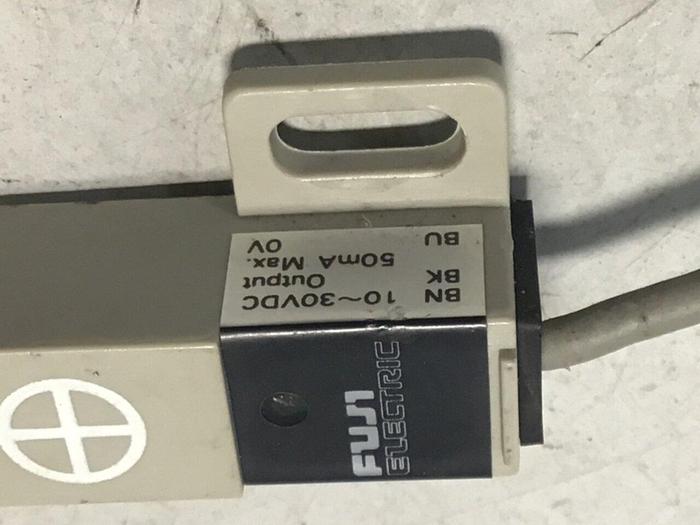 BN 10~30VDC
BK Output
50mA Max.
BU 0V
FUJI
ELECTRIC